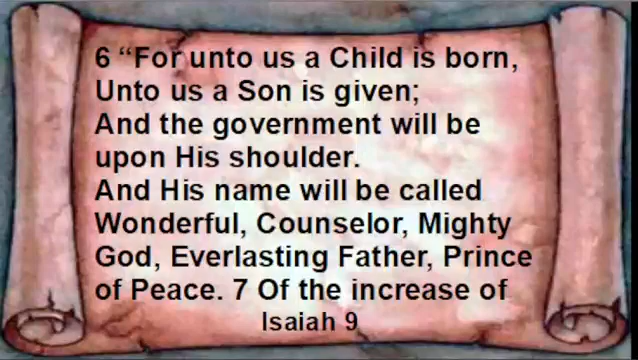 6 “For unto us a Child is born,
Unto us a Son is given;
And the government will be
upon His shoulder.
And His name will be called
Wonderful, Counselor, Mighty
God, Everlasting Father, Prince
of Peace. 7 Of the increase of
Isaiah 9